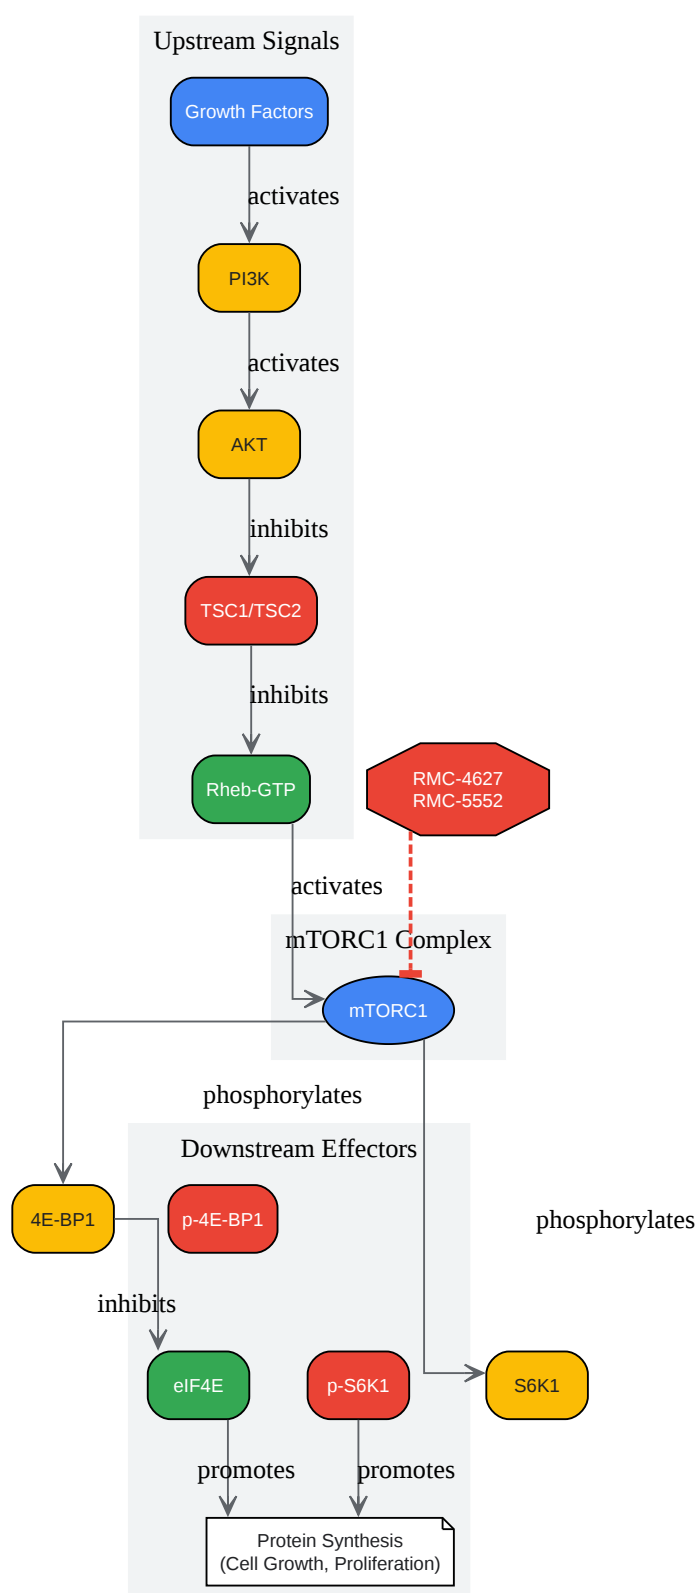 Upstream Signals
Growth Factors
activates
PI3K
activates
AKT
inhibits
TSC1/TSC2
inhibits
Rheb-GTP
RMC-4627
RMC-5552
activates
mTORC1 Complex
mTORC1
phosphorylates
Downstream Effectors
4E-BP1
p-4E-BP1
phosphorylates
inhibits
eIF4E
p-S6K1
S6K1
promotes
promotes
Protein Synthesis
(Cell Growth, Proliferation)